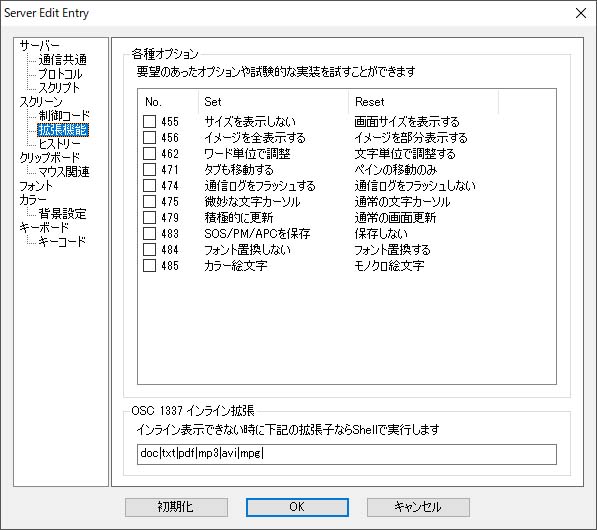 Server Edit Entry
サーバー
通信共通
プロトコル
スクリプト
スクリーン
制御コード
拡張機能
ヒストリー
クリップボード
マウス関連
フォント
カラー
背景設定
キーボード
キーコード
各種オプション
要望のあったオプションや試験的な実装を試すことができます
No. Set Reset
455 サイズを表示しない 画面サイズを表示する
456 イメージを全表示する イメージを部分表示する
462 ワード単位で調整 文字単位で調整
471 タブも移動する ペインの移動のみ
474 通信ログをフラッシュする 通信ログをフラッシュしない
475 微妙な文字カーソル 通常の文字カーソル
479 積極的に更新 通常の画面更新
483 SOS/PM/APCを保存 保存しない
484 フォント置換しない フォント置換する
485 カラー絵文字 モノクロ絵文字
OSC 1337 インライン拡張
インライン表示できない時に下記の拡張子ならShellで実行します
doc|txt|pdf|mp3|avi|mpg|
初期化 OK キャンセル